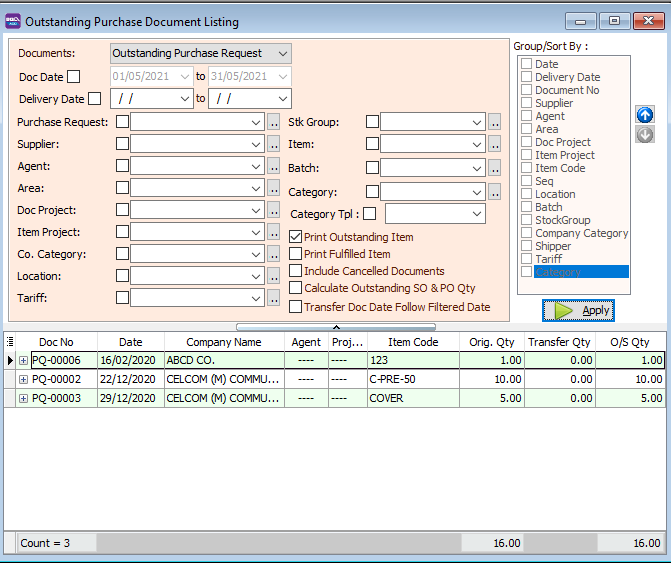 Outstanding Purchase Document Listing
Documents: Outstanding Purchase Request
Doc Date 01/05/2021 to 31/05/2021
Delivery Date / / to / /
Purchase Request: ..
Supplier: ..
Agent: ..
Area: ..
Doc Project: ..
Item Project: ..
Co. Category: ..
Location: ..
Tariff: ..
Stk Group: ..
Item: ..
Batch: ..
Category: ..
Category Tpl :
Print Outstanding Item
Print Fulfilled Item
Include Cancelled Documents
Calculate Outstanding SO & PO Qty
Transfer Doc Date Follow Filtered Date
Group/Sort By :
Date
Delivery Date
Document No
Supplier
Agent
Area
Doc Project
Item Project
Item Code
Seq
Location
Batch
StockGroup
Company Category
Shipper
Tariff
Category
Apply
Doc No Date Company Name Agent Proj... Item Code Orig. Qty Transfer Qty O/S Qty
PQ-00006 16/02/2020 ABCD CO. ---- ---- 123 1.00 0.00 1.00
PQ-00002 22/12/2020 CELCOM (M) COMMU... ---- ---- C-PRE-50 10.00 0.00 10.00
PQ-00003 29/12/2020 CELCOM (M) COMMU... ---- ---- COVER 5.00 0.00 5.00
Count = 3 16.00 16.00